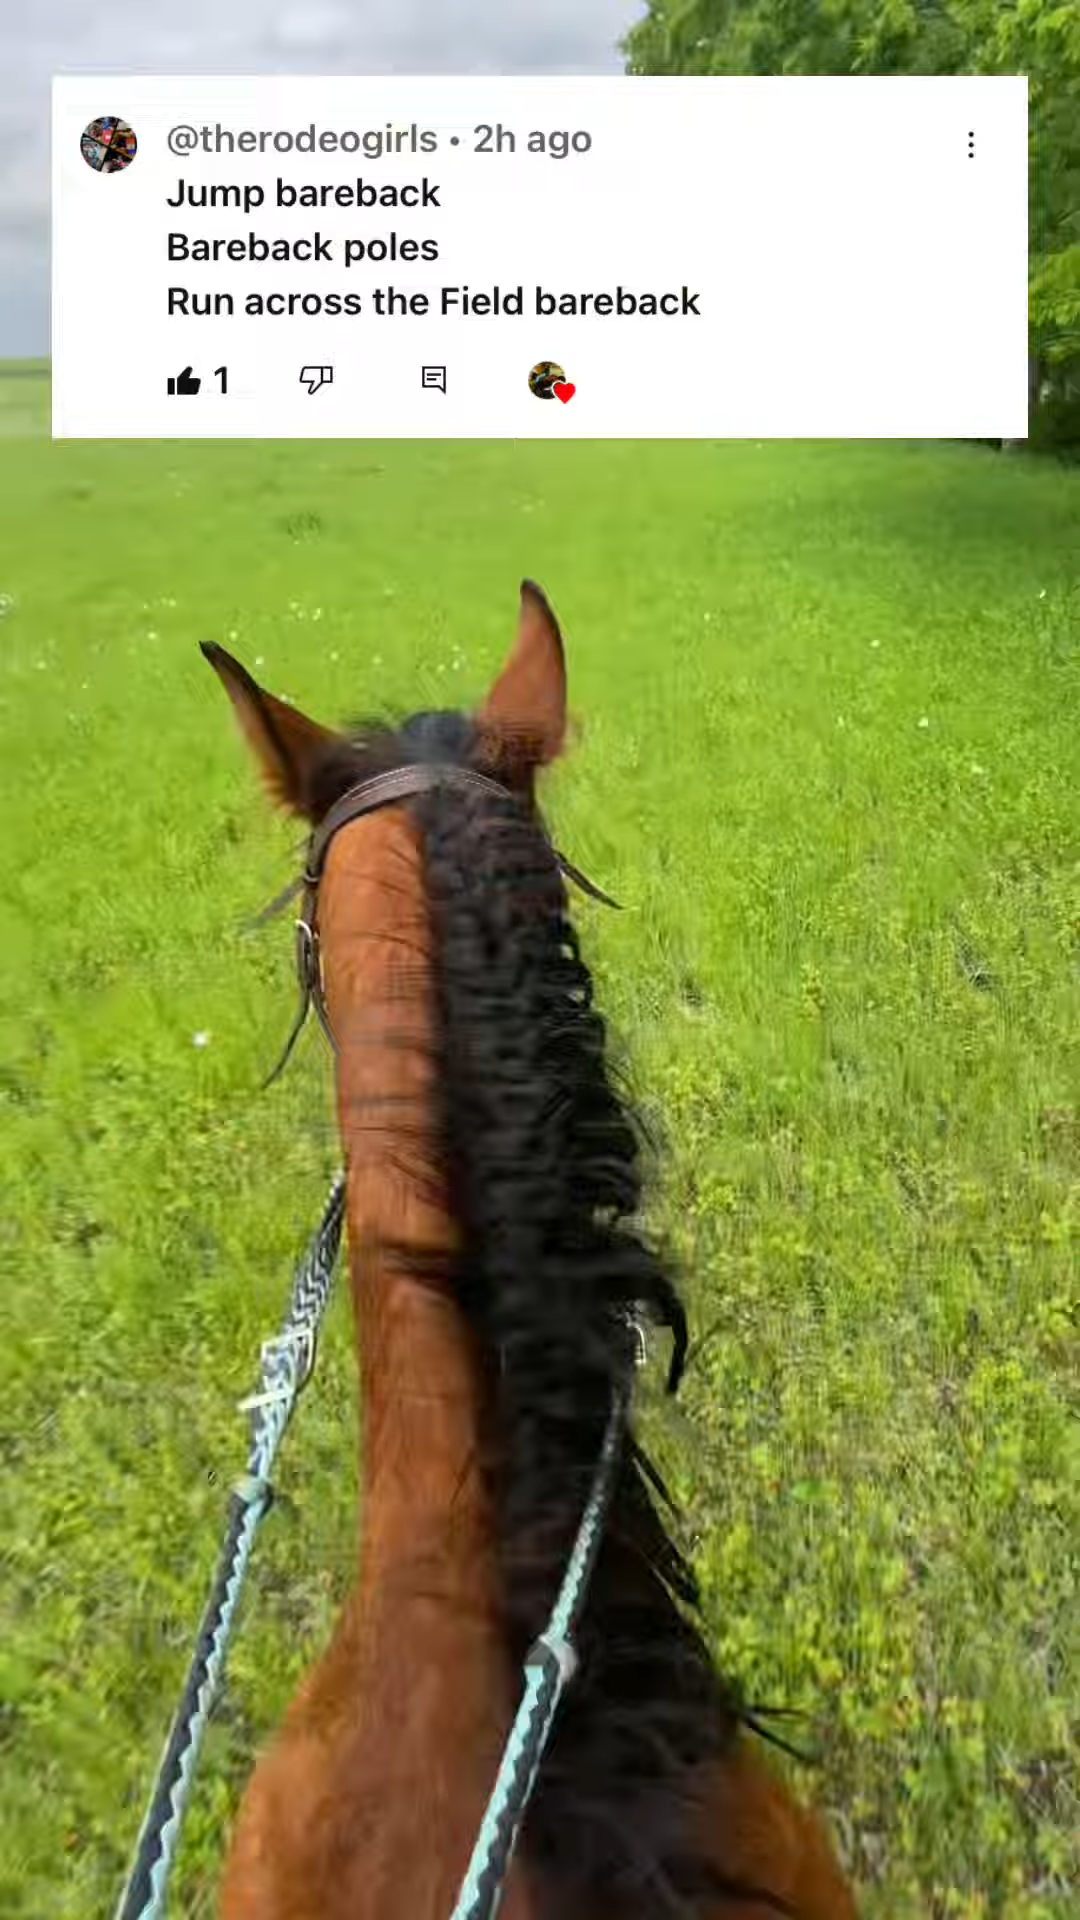 @therodeogirls • 2h ago
Jump bareback
Bareback poles
Run across the Field bareback
1